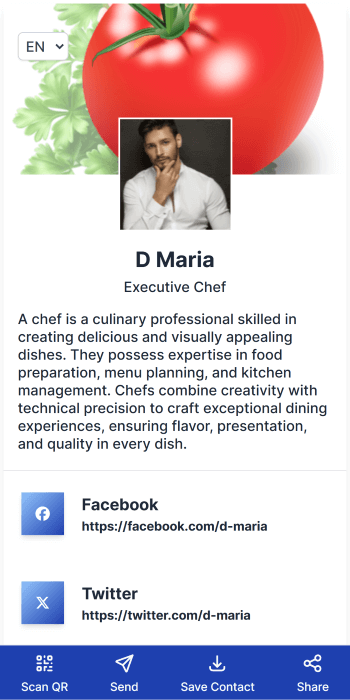 EN
D Maria
Executive Chef
A chef is a culinary professional skilled in
creating delicious and visually appealing
dishes. They possess expertise in food
preparation, menu planning, and kitchen
management. Chefs combine creativity with
technical precision to craft exceptional dining
experiences, ensuring flavor, presentation,
and quality in every dish.
Facebook
https://facebook.com/d-maria
Twitter
https://twitter.com/d-maria
Scan QR Send Save Contact Share